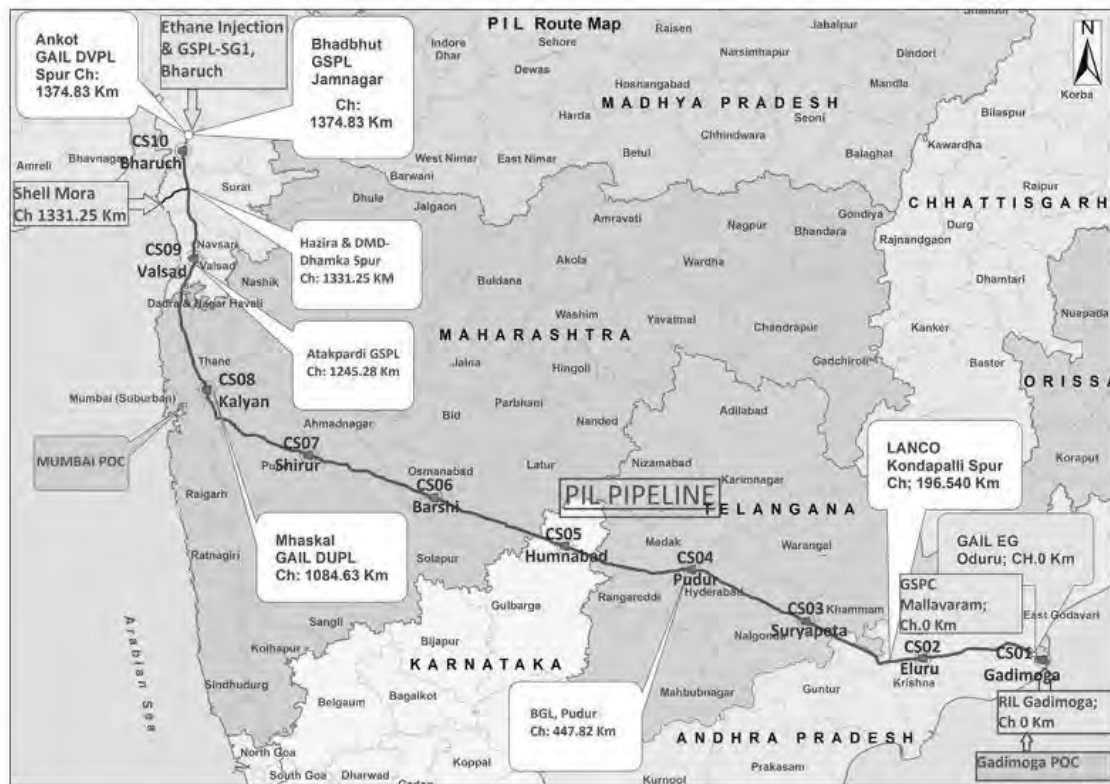 PIL Route Map
N
Ankot
GAIL DVPL
Spur Ch:
1374.83 Km
Ethane Injection
& GSPL-SG1,
Bharuch
Bhadbhut
GSPL
Jamnagar
Ch:
1374.83 Km
Indore
Dhar
Sehore
Dewas
Raisen
Jabalpur
Narsimhapur
Dindori
Hoshangabad
Mandla
MADHYA PRADESH
Korba
Harda
Seoni
Bilaspur
Chhindwara
Kawardha
CS10
Bharuch
Amreli
Bhavnagar
West Nimar
East Nimar
Betul
Balaghat
Barwani
Shell Mora
Ch 1331.25 Km
Surat
Dhule
Jalgaon
Raipur
CHHATTISGARH
Amravati
Gondiya
Nagpur
Bhandara
Durg
Rajnandgaon
Hazira & DMD-
Dhamka Spur
Ch: 1331.25 KM
CS09
Valsad
Navsari
Valsad
Nashik
Akola
Wardha
Buldana
Dhamtari
Dadra & Nagar Haveli
Washim
Yavatmal
Nuapada
MAHARASHTRA
Chandrapur
Kanker
Atakpardi GSPL
Ch: 1245.28 Km
Thane
Jalna
Hingoli
Gadchiroli
Baster
ORISSA
CS08
Kalyan
Mumbai (Suburban)
Parbhani
Bid
Adilabad
Ahmadnagar
Nanded
MUMBAI POC
CS07
Shirur
LANCO
Kondapalli Spur
Ch; 196.540 Km
Koraput
Osmanabad
Latur
Nizamabad
Karimnagar
CS06
Barshi
PIL PIPELINE
TELANGANA
Raigarh
Mhaskal
GAIL DUPL
Ch: 1084.63 Km
CS05
Humnabad
Medak
Warangal
GAIL EG
Oduru; CH.0 Km
Ratnagiri
Solapur
CS04
Pudur
Hyderabad
GSPC
Mallavaram;
Ch.0 Km
Rangareddi
Gulbarga
CS03
Suryapeta
Khammam
East Godavari
Sangli
Nalgonda
Arabian Sea
Kolhapur
Bijapur
KARNATAKA
CS02
Eluru
Krishna
CS01
Gadimoga
Sindhudurg
Mahbubnagar
Guntur
Belgaum
Bagalkot
BGL, Pudur
Ch: 447.82 Km
RIL Gadimoga;
Ch 0 Km
ANDHRA PRADESH
North Goa
Koppal
Gadimoga POC
South Goa
Dharwad
Kurnool
Prakasam